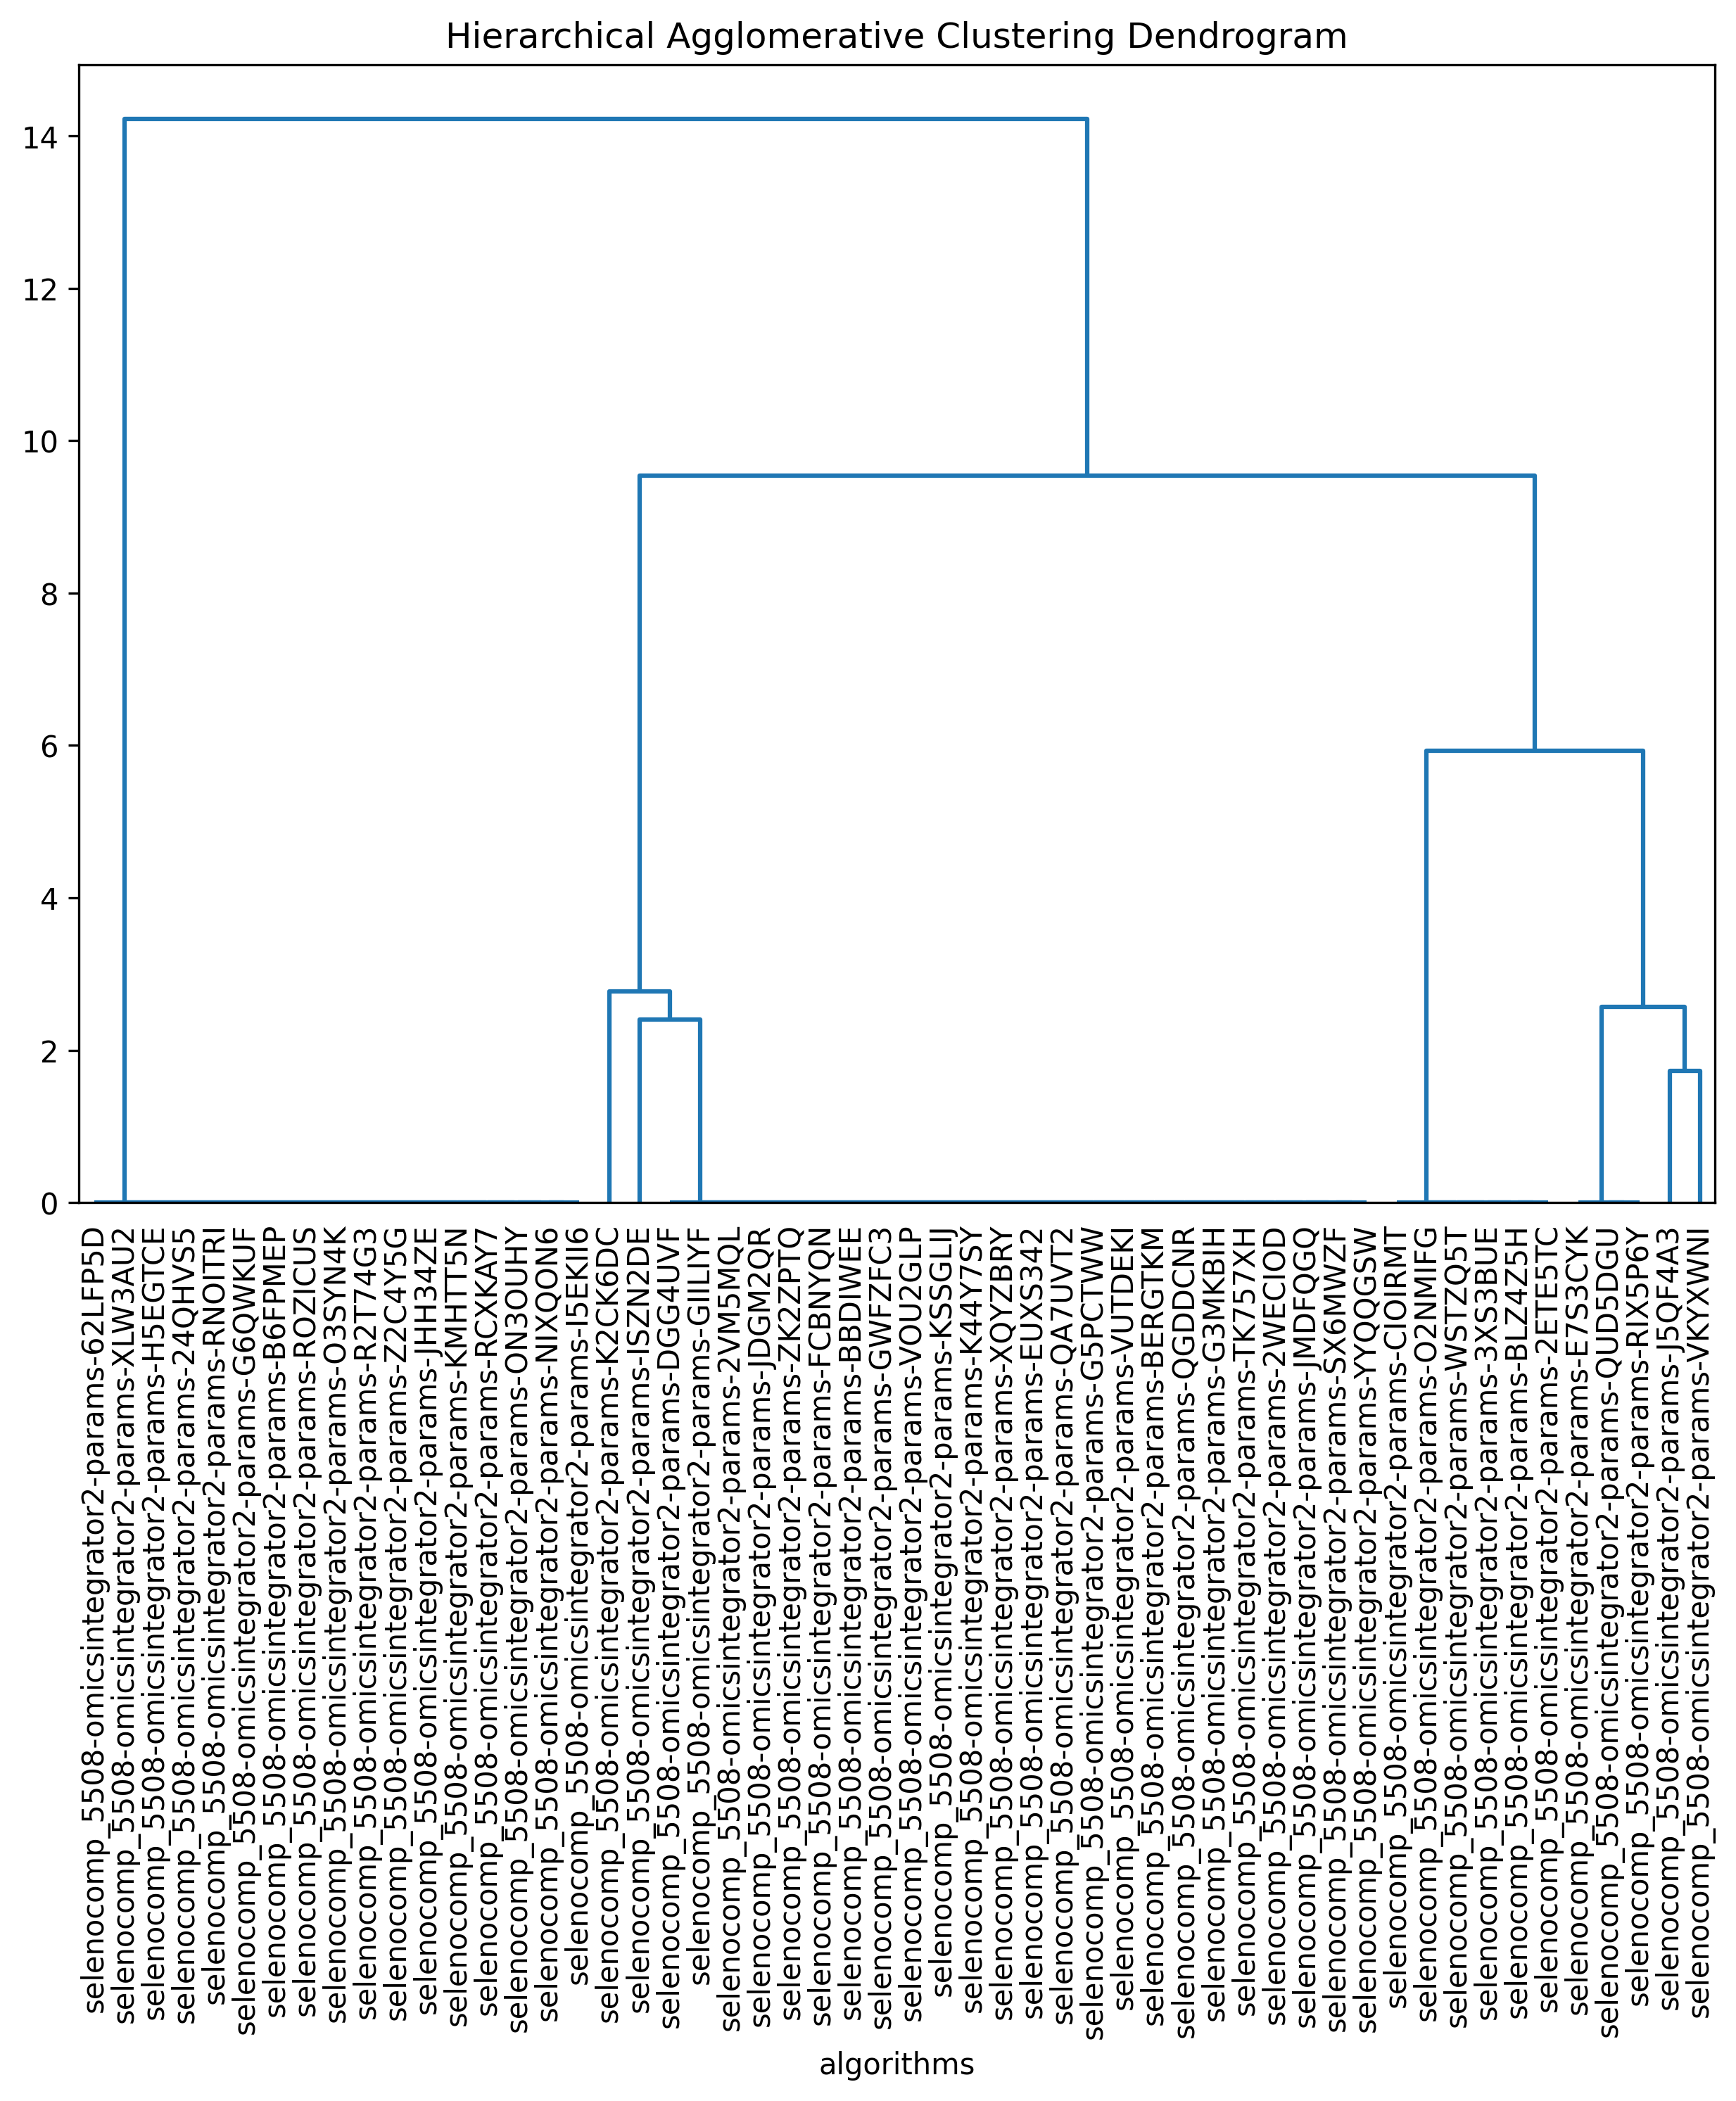 Hierarchical Agglomerative Clustering Dendrogram
14
12
10
8
6
4
2
0
selenocomp_5508-omicsintegrator2-params-62LFP5D
selenocomp_5508-omicsintegrator2-params-XLW3AU2
selenocomp_5508-omicsintegrator2-params-H5EGTCE
selenocomp_5508-omicsintegrator2-params-24QHVS5
selenocomp_5508-omicsintegrator2-params-RNOITRI
selenocomp_5508-omicsintegrator2-params-G6QWKUF
selenocomp_5508-omicsintegrator2-params-B6FPMEP
selenocomp_5508-omicsintegrator2-params-ROZICUS
selenocomp_5508-omicsintegrator2-params-O3SYN4K
selenocomp_5508-omicsintegrator2-params-R2T74G3
selenocomp_5508-omicsintegrator2-params-Z2C4Y5G
selenocomp_5508-omicsintegrator2-params-JHH34ZE
selenocomp_5508-omicsintegrator2-params-KMHTT5N
selenocomp_5508-omicsintegrator2-params-RCXKAY7
selenocomp_5508-omicsintegrator2-params-ON3OUHY
selenocomp_5508-omicsintegrator2-params-NIXQON6
selenocomp_5508-omicsintegrator2-params-I5EKII6
selenocomp_5508-omicsintegrator2-params-K2CK6DC
selenocomp_5508-omicsintegrator2-params-ISZN2DE
selenocomp_5508-omicsintegrator2-params-DGG4UVF
selenocomp_5508-omicsintegrator2-params-GIILIYF
selenocomp_5508-omicsintegrator2-params-2VM5MQL
selenocomp_5508-omicsintegrator2-params-JDGM2QR
selenocomp_5508-omicsintegrator2-params-ZK2ZPTQ
selenocomp_5508-omicsintegrator2-params-FCBNYQN
selenocomp_5508-omicsintegrator2-params-BBDIWEE
selenocomp_5508-omicsintegrator2-params-GWFZFC3
selenocomp_5508-omicsintegrator2-params-VOU2GLP
selenocomp_5508-omicsintegrator2-params-KSSGLIJ
selenocomp_5508-omicsintegrator2-params-K44Y7SY
selenocomp_5508-omicsintegrator2-params-XQYZBRY
selenocomp_5508-omicsintegrator2-params-EUXS342
selenocomp_5508-omicsintegrator2-params-QA7UVT2
selenocomp_5508-omicsintegrator2-params-G5PCTWW
selenocomp_5508-omicsintegrator2-params-VUTDEKI
selenocomp_5508-omicsintegrator2-params-BERGTKM
selenocomp_5508-omicsintegrator2-params-QGDDCNR
selenocomp_5508-omicsintegrator2-params-G3MKBIH
selenocomp_5508-omicsintegrator2-params-TK757XH
selenocomp_5508-omicsintegrator2-params-2WECIOD
selenocomp_5508-omicsintegrator2-params-JMDFQGQ
selenocomp_5508-omicsintegrator2-params-SX6MWZF
selenocomp_5508-omicsintegrator2-params-YYQQGSW
selenocomp_5508-omicsintegrator2-params-CIOIRMT
selenocomp_5508-omicsintegrator2-params-O2NMIFG
selenocomp_5508-omicsintegrator2-params-WSTZQ5T
selenocomp_5508-omicsintegrator2-params-3XS3BUE
selenocomp_5508-omicsintegrator2-params-BLZ4Z5H
selenocomp_5508-omicsintegrator2-params-2ETE5TC
selenocomp_5508-omicsintegrator2-params-E7S3CYK
selenocomp_5508-omicsintegrator2-params-QUD5DGU
selenocomp_5508-omicsintegrator2-params-RIX5P6Y
selenocomp_5508-omicsintegrator2-params-J5QF4A3
selenocomp_5508-omicsintegrator2-params-VKYXWNI
algorithms